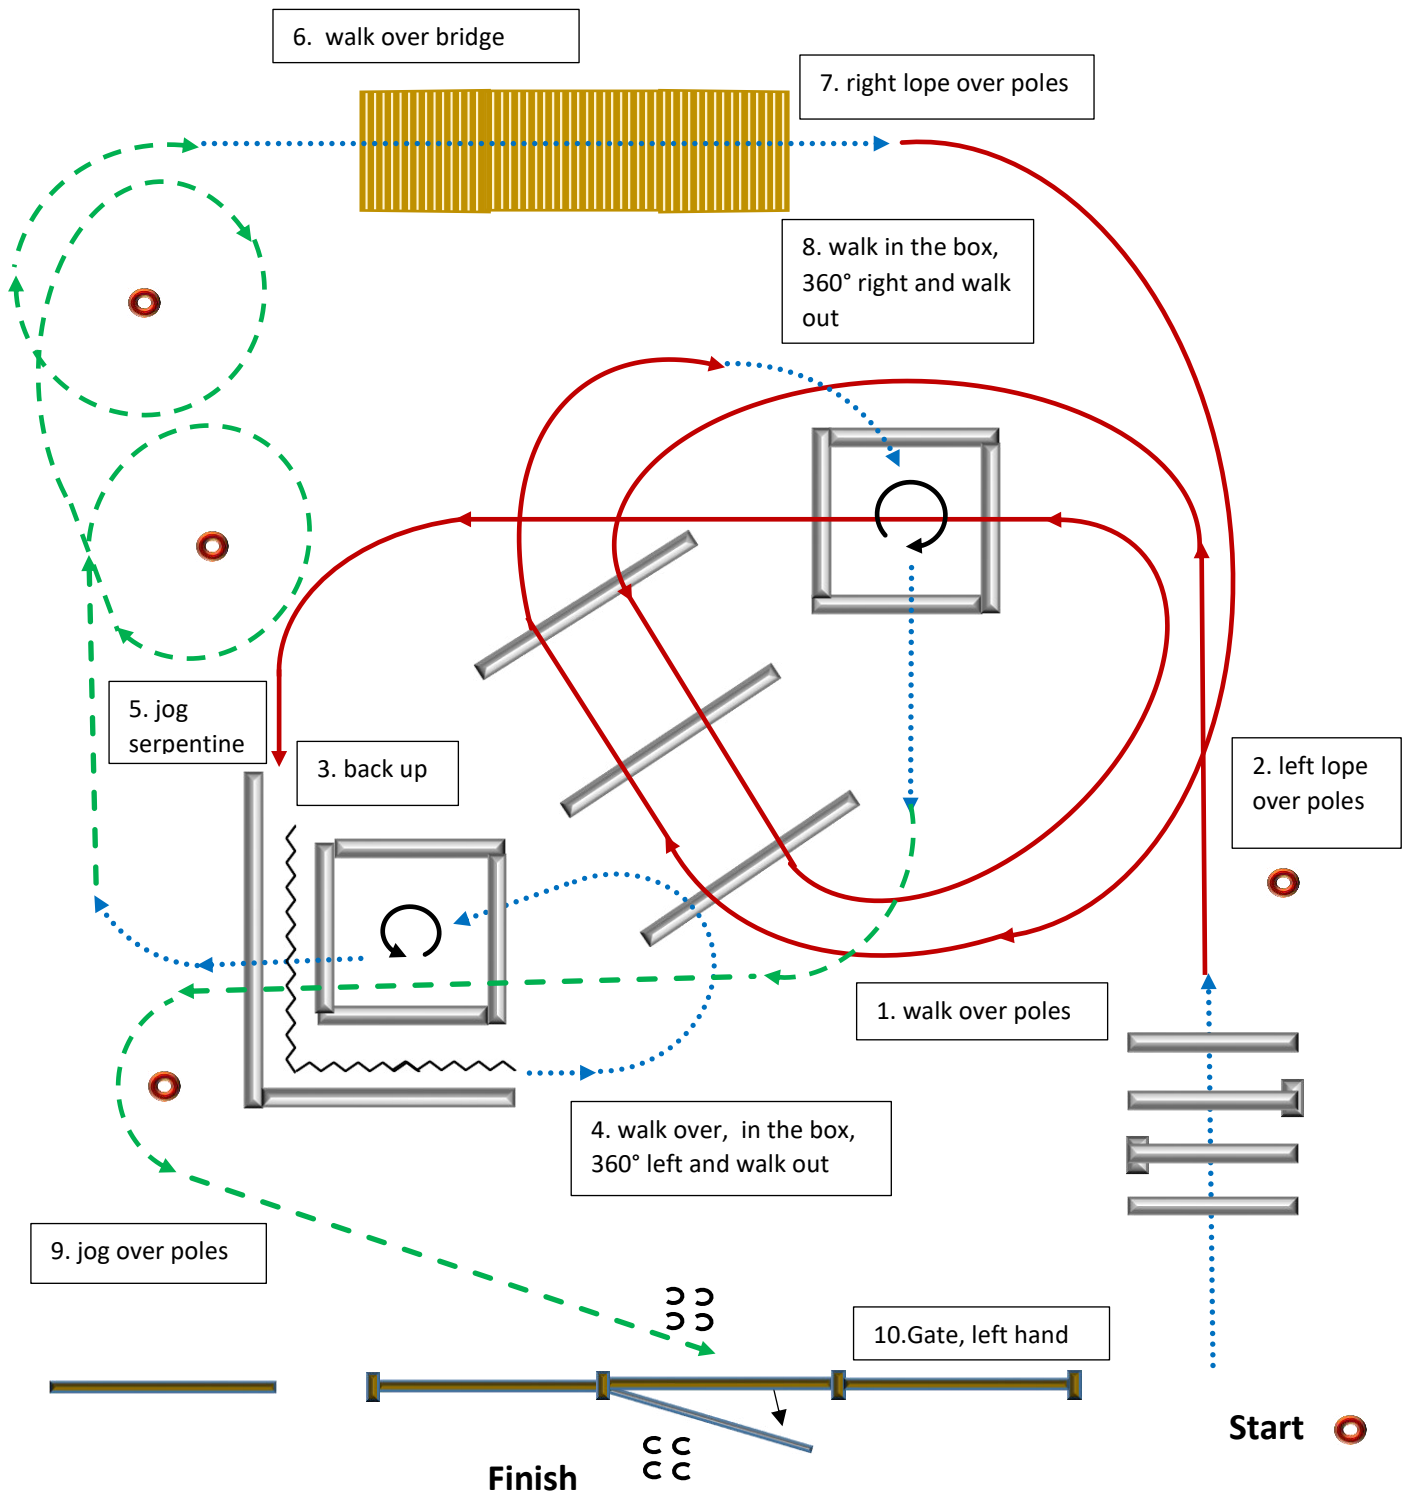 6.  walk over bridge
7. right lope over poles
8. walk in the box,
360° right and walk
out
5. jog
serpentine
3. back up
2. left lope
over poles
1. walk over poles
4. walk over,  in the box,
360° left and walk out
9. jog over poles
10.Gate, left hand
Start
Finish